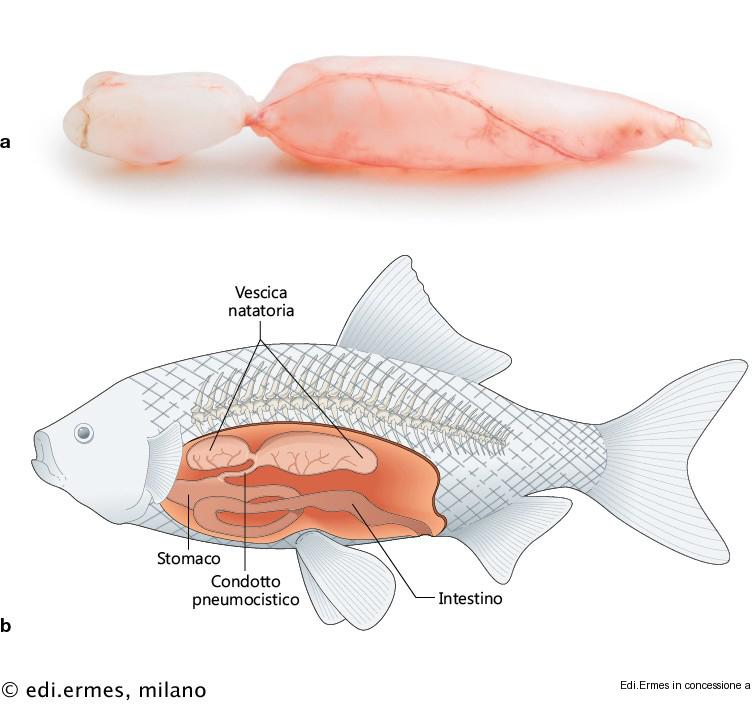 a
Vescica
natatoria
Stomaco
Condotto
pneumocistico
Intestino
b
© edi.ermes, milano
Edi.Ermes in concessione a